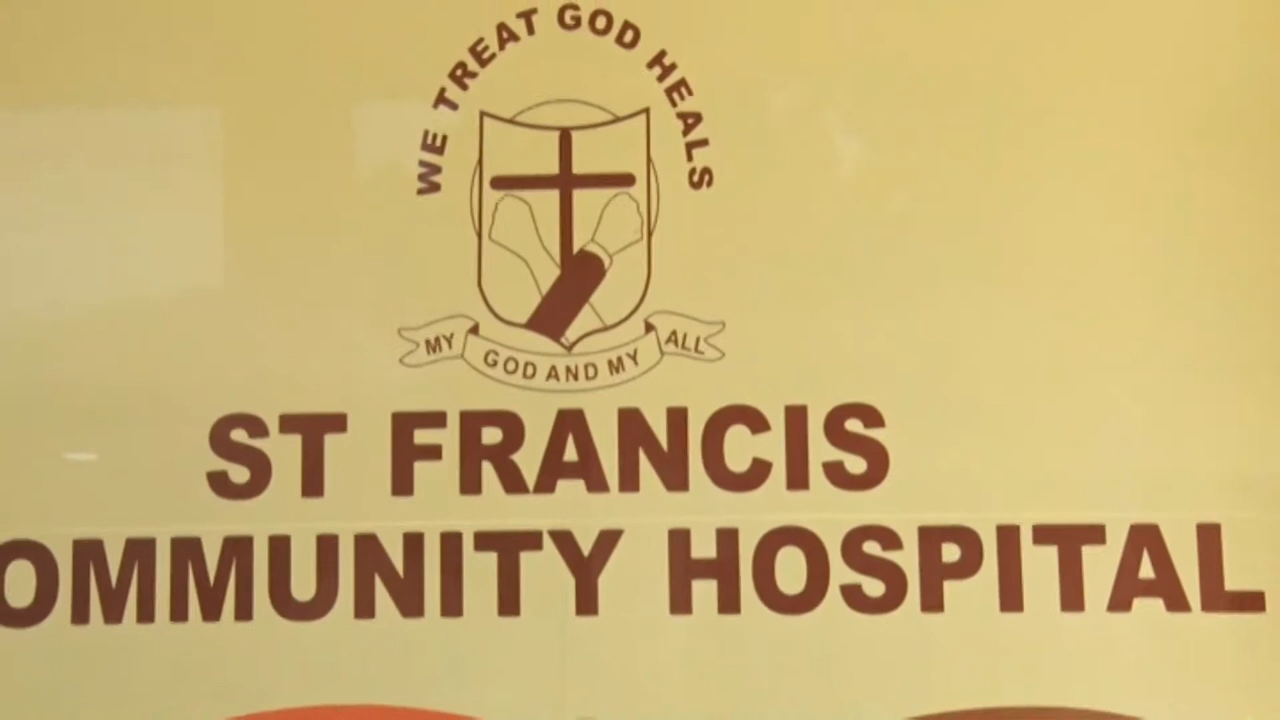 WE TREAT GOD HEALS
MY GOD AND MY ALL
ST FRANCIS
OMMUNITY HOSPITAL